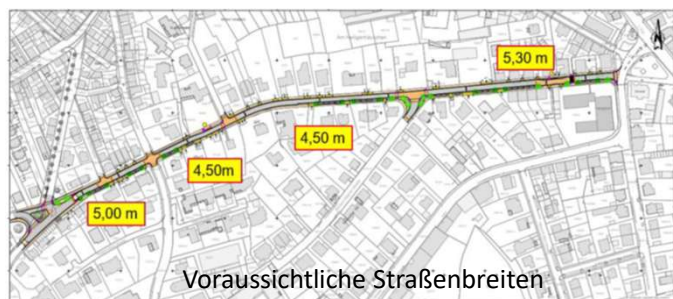 5,30 m
4,50 m
4,50m
5,00 m
Voraussichtliche Straßenbreiten